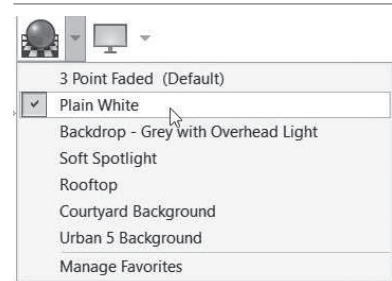 3 Point Faded (Default)
Plain White
Backdrop - Grey with Overhead Light
Soft Spotlight
Rooftop
Courtyard Background
Urban 5 Background
Manage Favorites